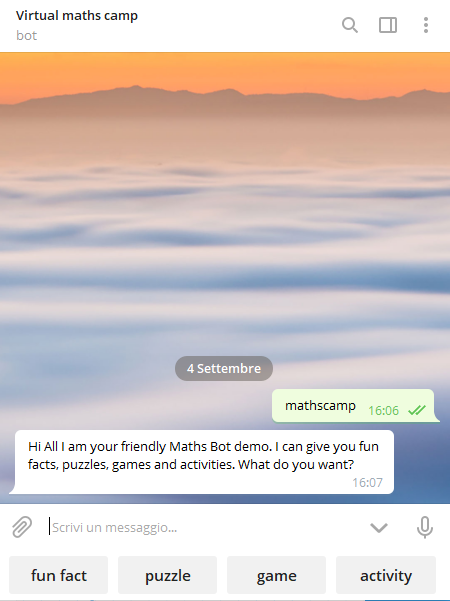 Virtual maths camp
bot
4 Settembre
mathscamp 16:06
Hi All I am your friendly Maths Bot demo. I can give you fun
facts, puzzles, games and activities. What do you want?
16:07
Scrivi un messaggio...
fun fact puzzle game activity